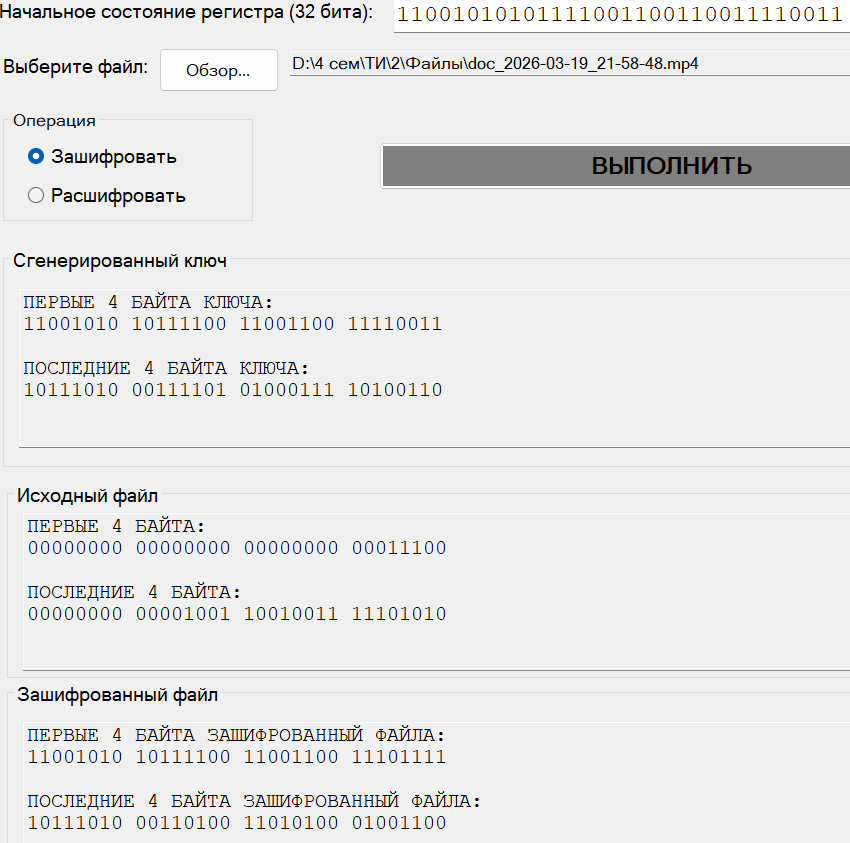 Начальное состояние регистра (32 бита): 11001010101111001100110011110011
Выберите файл: Обзор... D:\4 сем\ТИ\2\Файлы\doc_2026-03-19_21-58-48.mp4
Операция
Зашифровать
Расшифровать
ВЫПОЛНИТЬ
Сгенерированный ключ
ПЕРВЫЕ 4 БАЙТА КЛЮЧА:
11001010 10111100 11001100 11110011
ПОСЛЕДНИЕ 4 БАЙТА КЛЮЧА:
10111010 00111101 01000111 10100110
Исходный файл
ПЕРВЫЕ 4 БАЙТА:
00000000 00000000 00000000 00011100
ПОСЛЕДНИЕ 4 БАЙТА:
00000000 00001001 10010011 11101010
Зашифрованный файл
ПЕРВЫЕ 4 БАЙТА ЗАШИФРОВАННЫЙ ФАЙЛА:
11001010 10111100 11001100 11101111
ПОСЛЕДНИЕ 4 БАЙТА ЗАШИФРОВАННЫЙ ФАЙЛА:
10111010 00110100 11010100 01001100